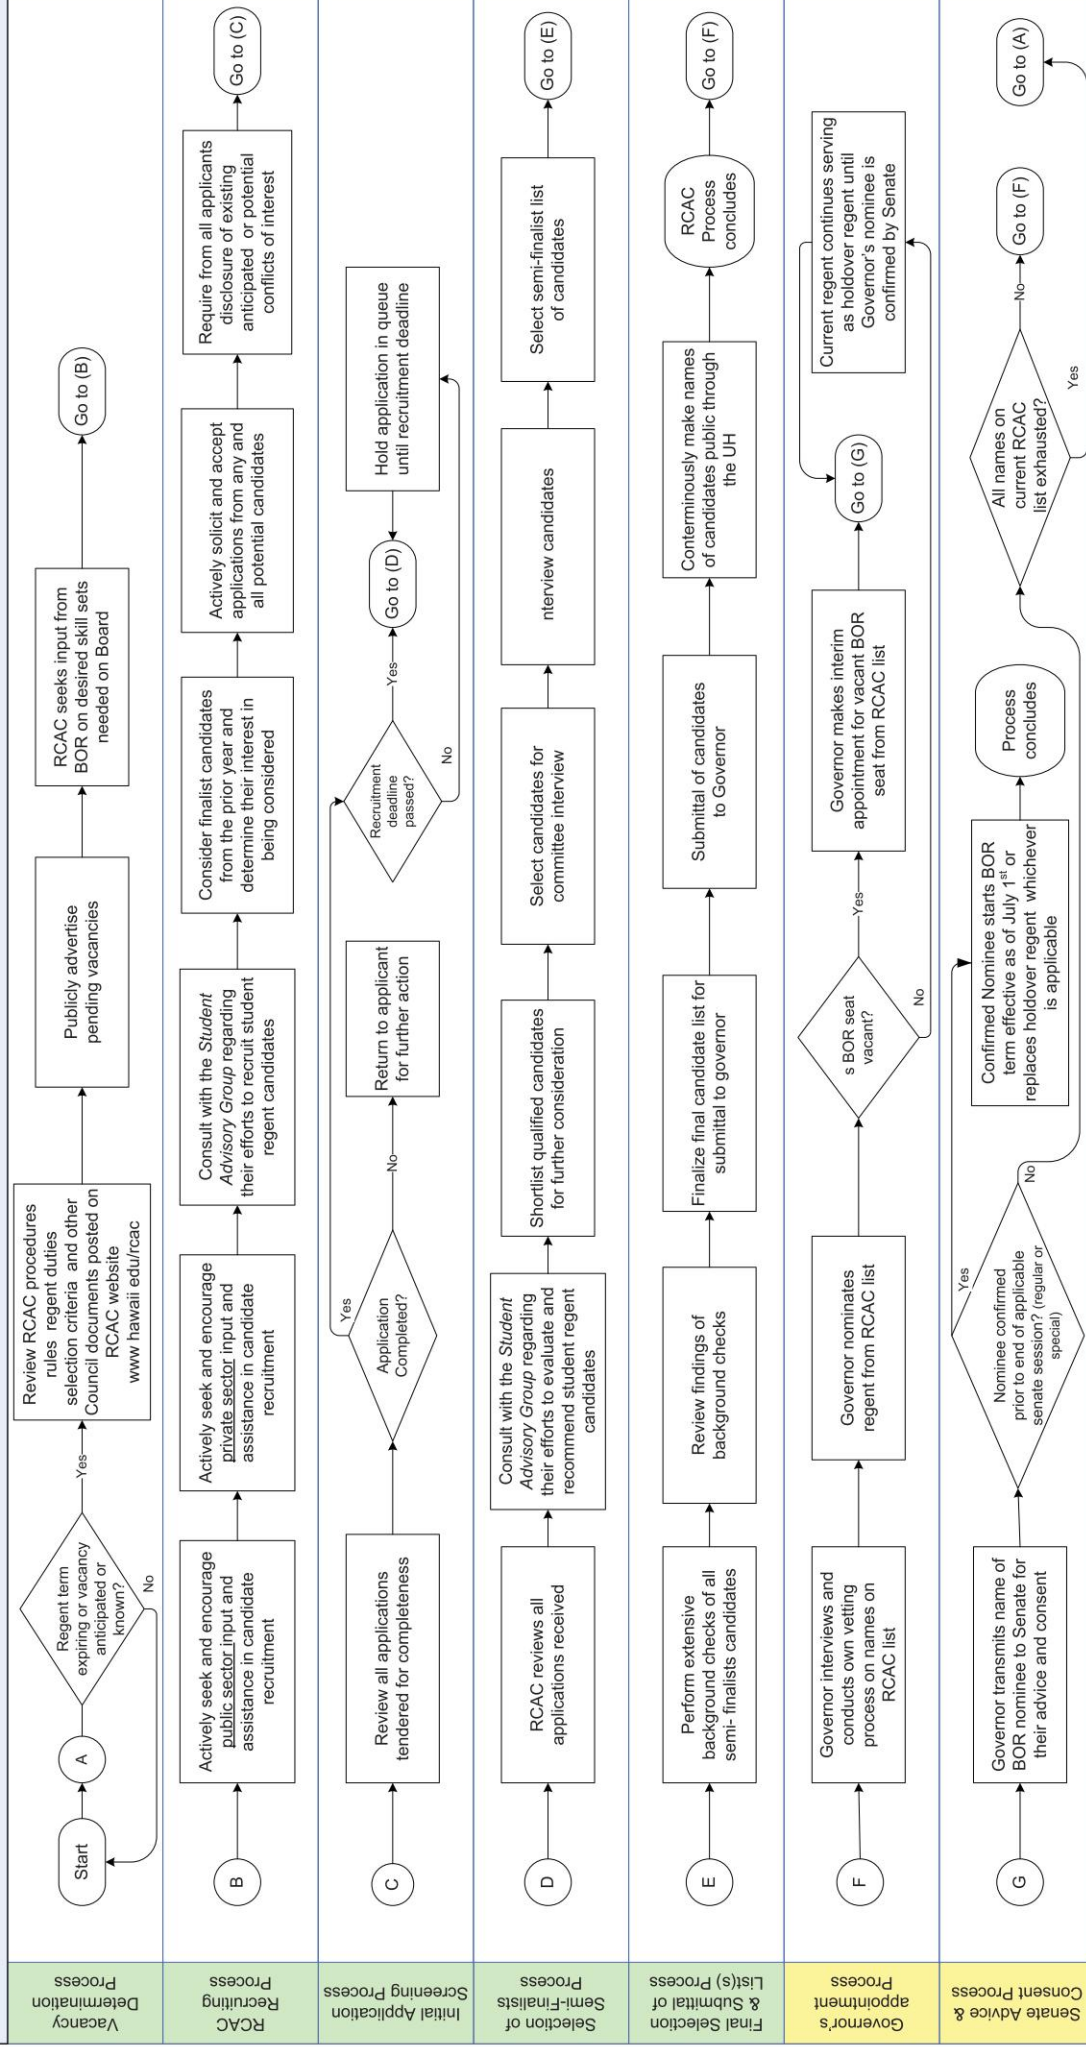 Vacancy
Determination
Process
Start
A
Regent term
expiring or vacancy
anticipated or
known?
No
Yes
Review RCAC procedures
rules regent duties
selection criteria and other
Council documents posted on
RCAC website
www hawaii edu/rcac
Publicly advertise
pending vacancies
RCAC seeks input from
BOR on desired skill sets
needed on Board
Go to (B)
RCAC
Recruiting
Process
B
Actively seek and encourage
public sector input and
assistance in candidate
recruitment
Actively seek and encourage
private sector input and
assistance in candidate
recruitment
Consult with the Student
Advisory Group regarding
their efforts to recruit student
regent candidates
Consider finalist candidates
from the prior year and
determine their interest in
being considered
Actively solicit and accept
applications from any and
all potential candidates
Require from all applicants
disclosure of existing
anticipated or potential
conflicts of interest
Go to (C)
Initial Application
Screening Process
C
Review all applications
tendered for completeness
Application
Completed?
Yes
No
Return to applicant
for further action
Recruitment
deadline
passed?
No
Yes
Go to (D)
Hold application in queue
until recruitment deadline
Selection of
Semi-Finalists
Process
D
RCAC reviews all
applications received
Consult with the Student
Advisory Group regarding
their efforts to evaluate and
recommend student regent
candidates
Shortlist qualified candidates
for further consideration
Select candidates for
committee interview
nterview candidates
Select semi-finalist list
of candidates
Go to (E)
Final Selection
& Submittal of
List(s) Process
E
Perform extensive
background checks of all
semi- finalists candidates
Review findings of
background checks
Finalize final candidate list for
submittal to governor
Submittal of candidates
to Governor
Conterminously make names
of candidates public through
the UH
RCAC
Process
concludes
Go to (F)
Governor's
appointment
Process
F
Governor interviews and
conducts own vetting
process on names on
RCAC list
Governor nominates
regent from RCAC list
s BOR seat
vacant?
No
Yes
Governor makes interim
appointment for vacant BOR
seat from RCAC list
Go to (G)
Current regent continues serving
as holdover regent until
Governor's nominee is
confirmed by Senate
Senate Advice &
Consent Process
G
Governor transmits name of
BOR nominee to Senate for
their advice and consent
Nominee confirmed
prior to end of applicable
senate session? (regular or
special)
Yes
No
Confirmed Nominee starts BOR
term effective as of July 1st or
replaces holdover regent whichever
is applicable
Process
concludes
All names on
current RCAC
list exhausted?
Yes
No
Go to (F)
Go to (A)